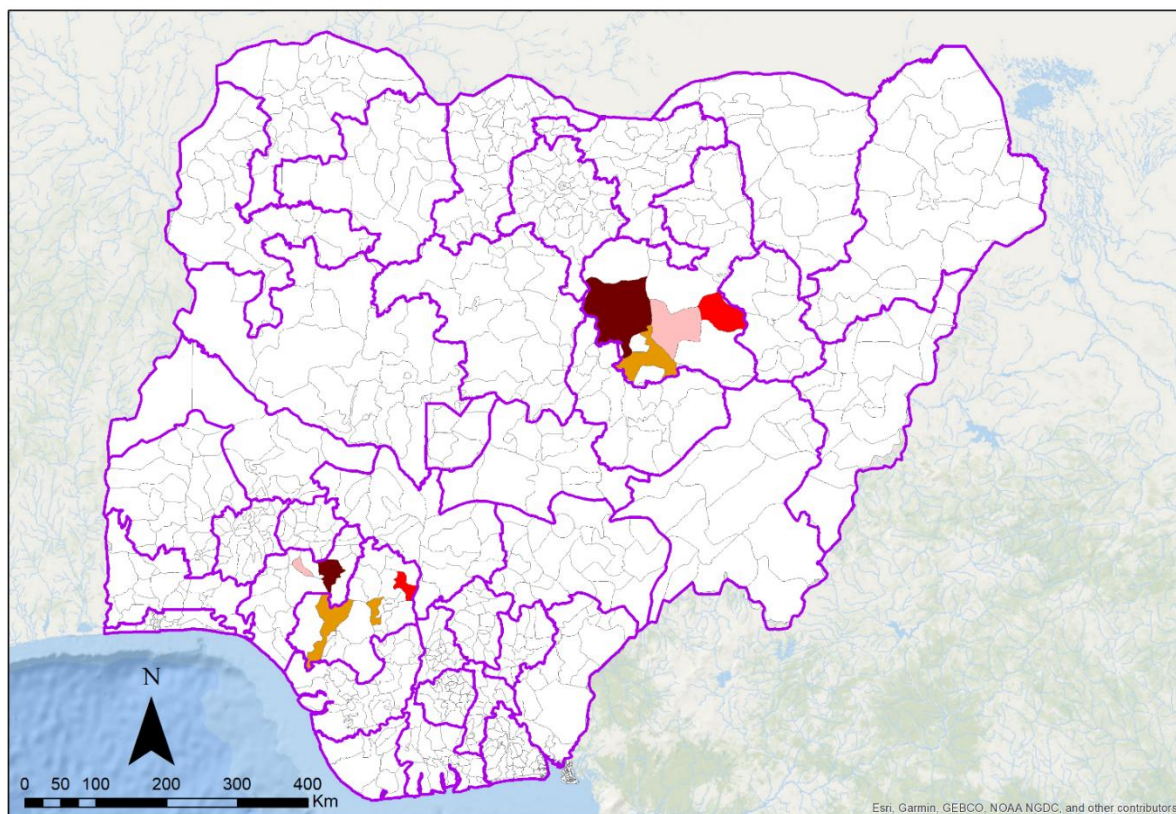 N
0 50 100 200 300 400
Km
Esri, Garmin, GEBCO, NOAA NGDC, and other contributors